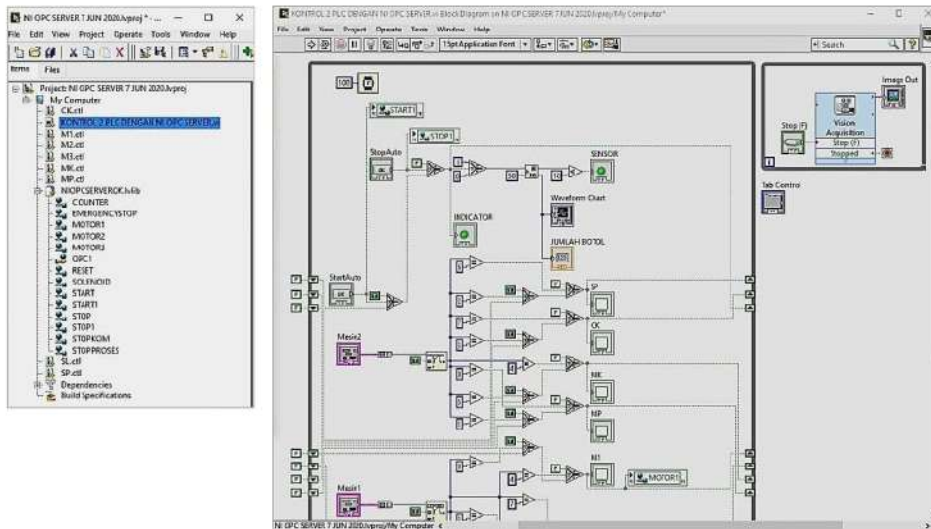 NI OPC SERVER 7 JUN 2020.lvproj * - ...
File Edit View Project Operate Tools Window Help
Items Files
Project: NI OPC SERVER 7 JUN 2020.lvproj
My Computer
CK.ctl
KONTROL 2 PLC DENGAN NI OPC SERVER.vi
M1.ctl
M2.ctl
M3.ctl
MK.ctl
MP.ctl
NIOPCSERVEROK.lvlib
COUNTER
EMERGENCYSTOP
MOTOR1
MOTOR2
MOTOR3
OPC1
RESET
SOLENOID
START
START1
STOP
STOP1
STOPKOM
STOPPROSES
SL.ctl
SP.ctl
Dependencies
Build Specifications
KONTROL 2 PLC DENGAN NI OPC SERVER.vi Block Diagram on NI OPC SERVER 7 JUN 2020.lvproj/My Computer *
File Edit View Project Operate Tools Window Help
15pt Application Font
Search
100
START1
STOP1
StopAuto
OK
SENSOR
Waveform Chart
INDICATOR
JUMLAH BOTOL
StartAuto
OK
SP
CK
Mesin2
MK
MP
M1
MOTOR1
Mesin1
Image Out
Vision Acquisition
Stop (F)
Stop (F)
Stopped
Tab Control
NI OPC SERVER 7 JUN 2020.lvproj/My Computer